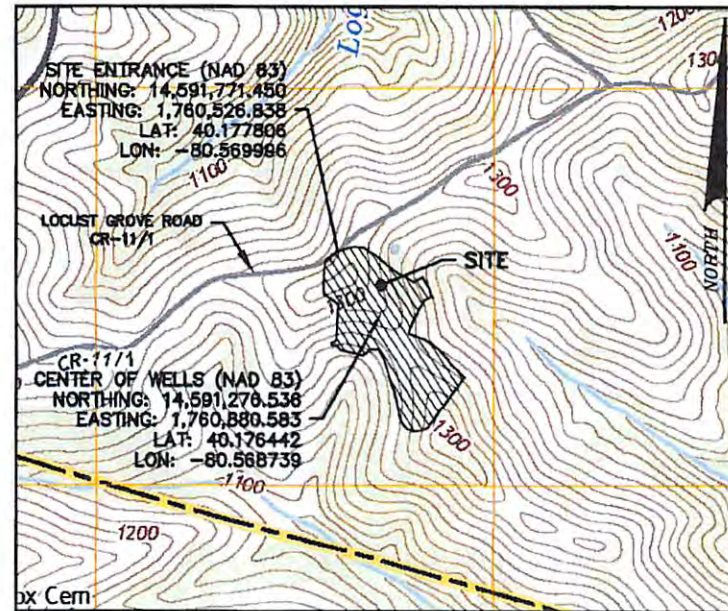 Log
1200
1300
SITE ENTRANCE (NAD 83)
NORTHING: 14,591,771.450
EASTING: 1,760,526.838
LAT: 40.177806
LON: -80.569996
1100
1300
LOCUST GROVE ROAD
CR-11/1
SITE
1100
NORTH
1300
CR-11/1
CENTER OF WELLS (NAD 83)
NORTHING: 14,591,276.536
EASTING: 1,760,880.583
LAT: 40.176442
LON: -80.568739
1300
1100
1200
ox Cem